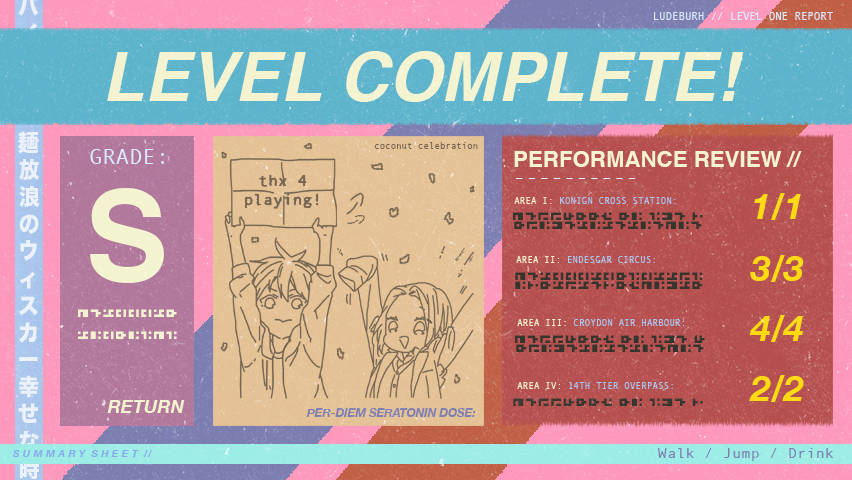 LUDEBURH // LEVEL ONE REPORT
LEVEL COMPLETE!
麺放浪のウィスカー幸せな時
GRADE:
S
RETURN
coconut celebration
thx 4
playing!
PER-DIEM SERATONIN DOSE:
PERFORMANCE REVIEW //
AREA I: KONIGN CROSS STATION:
1/1
AREA II: ENDESGAR CIRCUS:
3/3
AREA III: CROYDON AIR HARBOUR:
4/4
AREA IV: 14TH TIER OVERPASS:
2/2
SUMMARY SHEET //
Walk / Jump / Drink